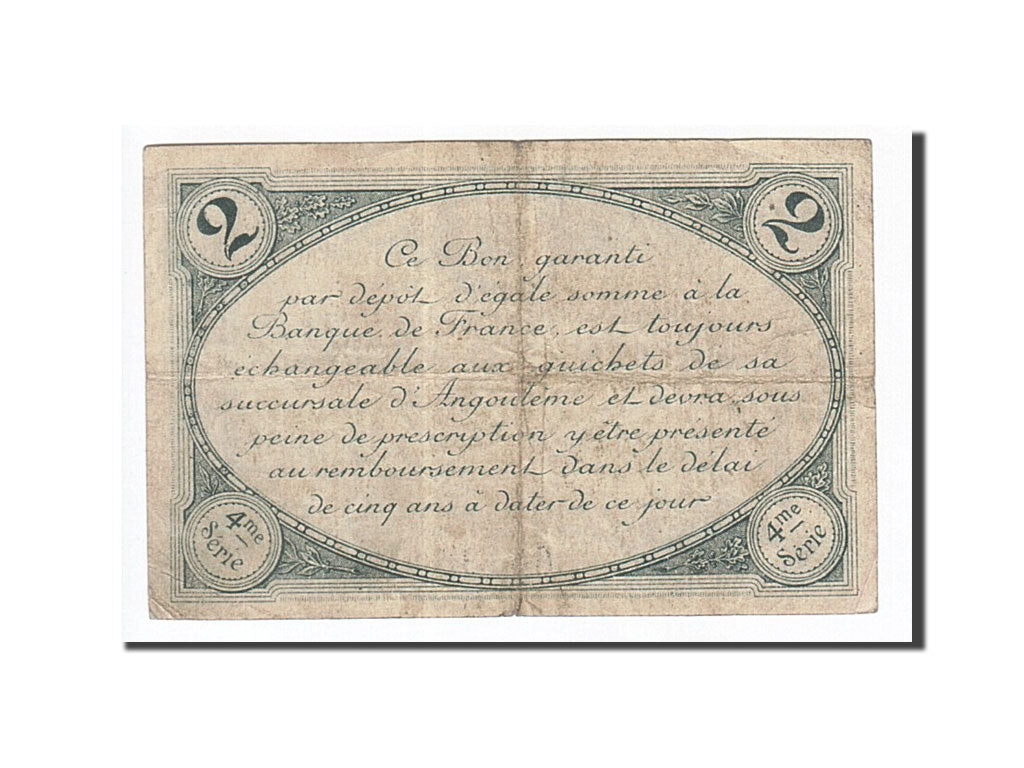 2
2
Ce Bon, garanti
par dépôt d'égale somme à la
Banque de France, est toujours
échangeable aux guichets de sa
succursale d'Angoulême et devra, sous
peine de prescription y être présenté
au remboursement dans le délai
de cinq ans à dater de ce jour
4me
Série
4me
Série